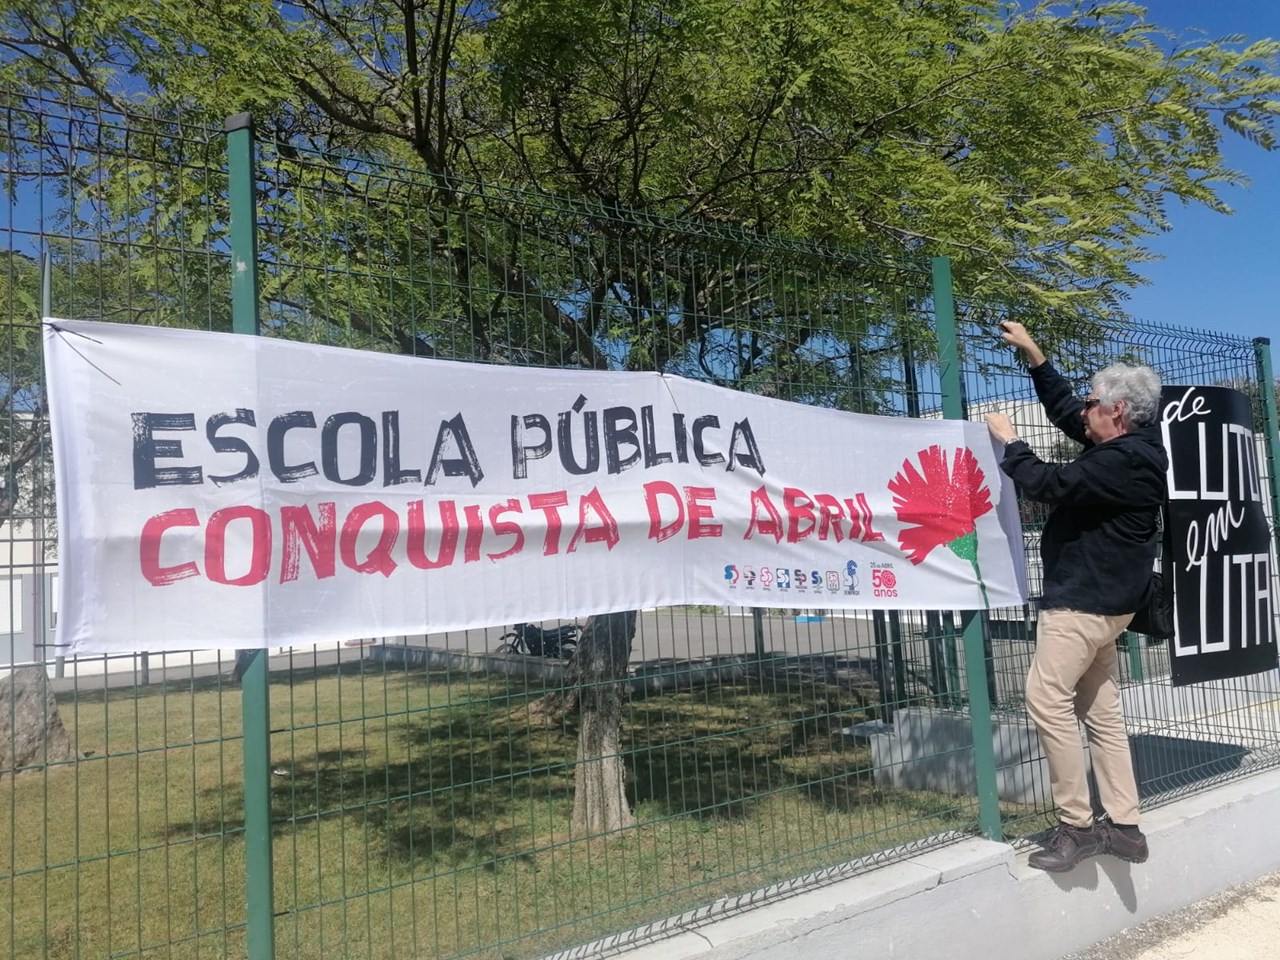 ESCOLA PÚBLICA
CONQUISTA DE ABRIL
25 de ABRIL
50
anos
de
LUTO
em
LUTA